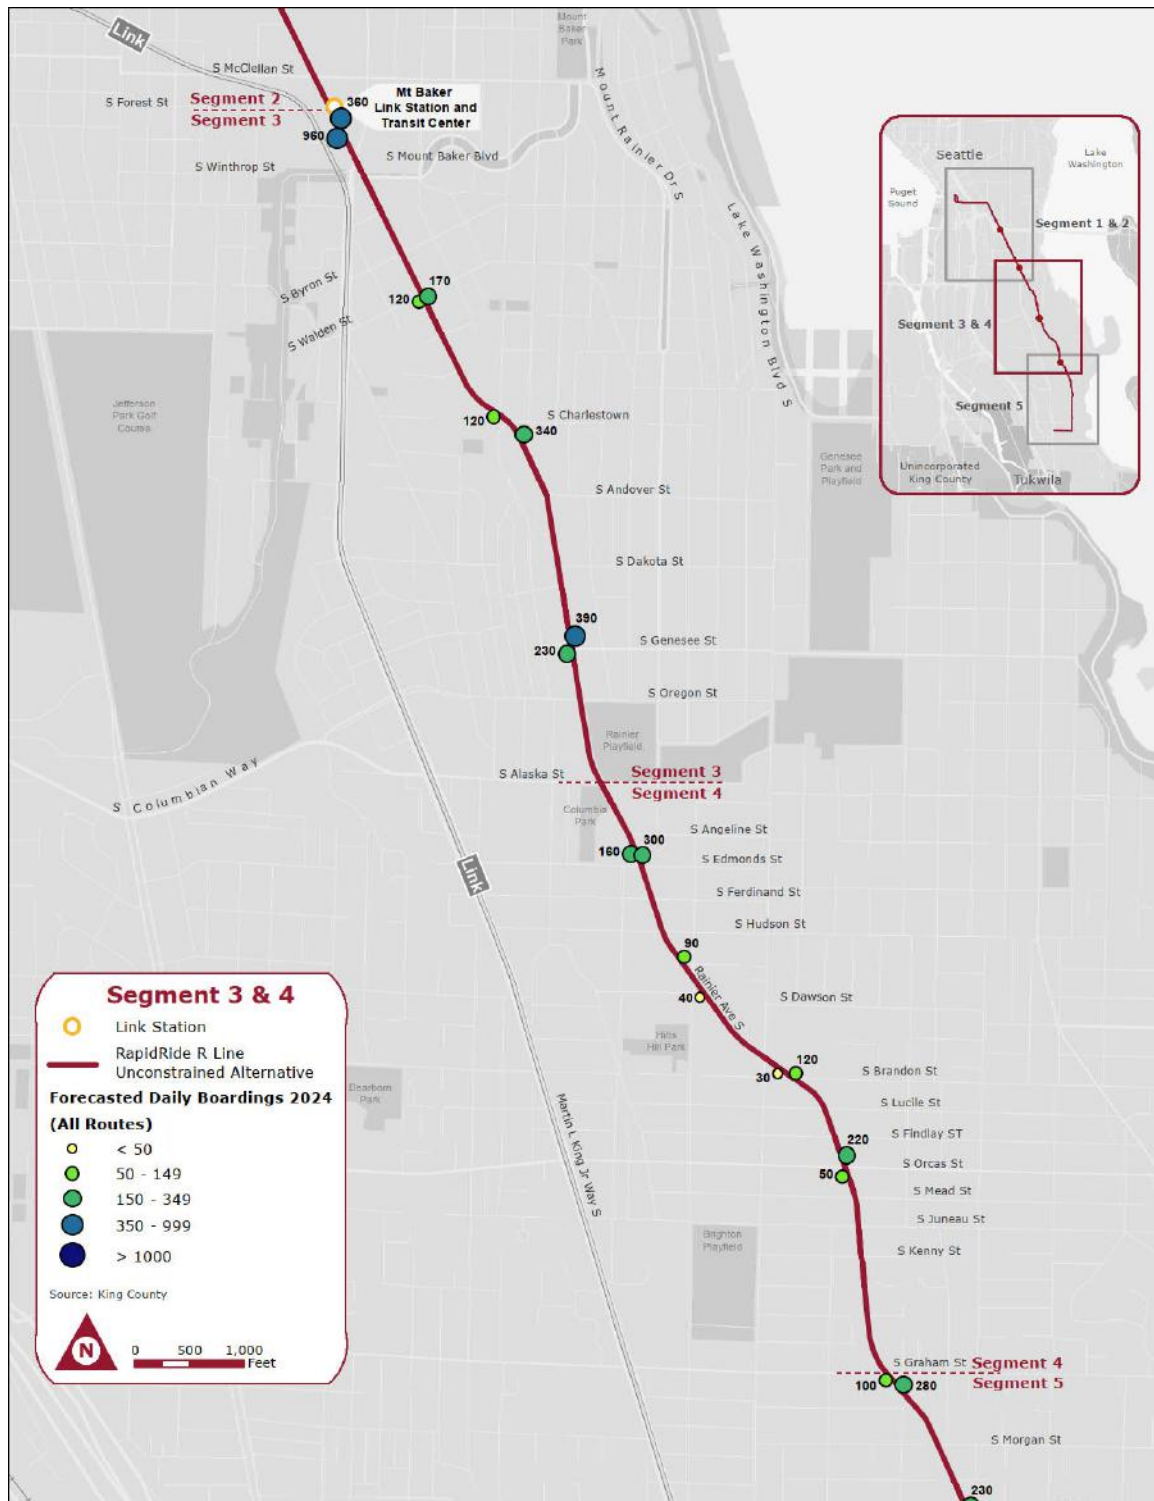 Mount
Baker
Park
Link
S McClellan St
S Forest St
Segment 2
Segment 3
360
960
Mt Baker
Link Station and
Transit Center
S Winthrop St
S Mount Baker Blvd
Mount Rainier Dr S
Lake Washington Blvd S
Seattle
Lake
Washington
Puget
Sound
Segment 1 & 2
Segment 3 & 4
Segment 5
Unincorporated
King County
Tukwila
S Byron St
S Walden St
170
120
Jefferson
Park Golf
Course
120
S Charlestown
340
Genesee
Park and
Playfield
S Andover St
S Dakota St
390
S Genesee St
230
S Oregon St
Rainier
Playfield
S Alaska St
Segment 3
Segment 4
S Columbian Way
Columbia
Park
S Angeline St
160
300
S Edmonds St
Link
S Ferdinand St
S Hudson St
90
Rainier Ave S
40
S Dawson St
Hitts
Hill Park
120
30
S Brandon St
Dearborn
Park
Martin L King Jr Way S
S Lucile St
S Findlay ST
220
S Orcas St
50
S Mead St
S Juneau St
Brighton
Playfield
S Kenny St
S Graham St
Segment 4
Segment 5
100
280
S Morgan St
230
Segment 3 & 4
Link Station
RapidRide R Line
Unconstrained Alternative
Forecasted Daily Boardings 2024
(All Routes)
< 50
50 - 149
150 - 349
350 - 999
> 1000
Source: King County
N
0 500 1,000
Feet